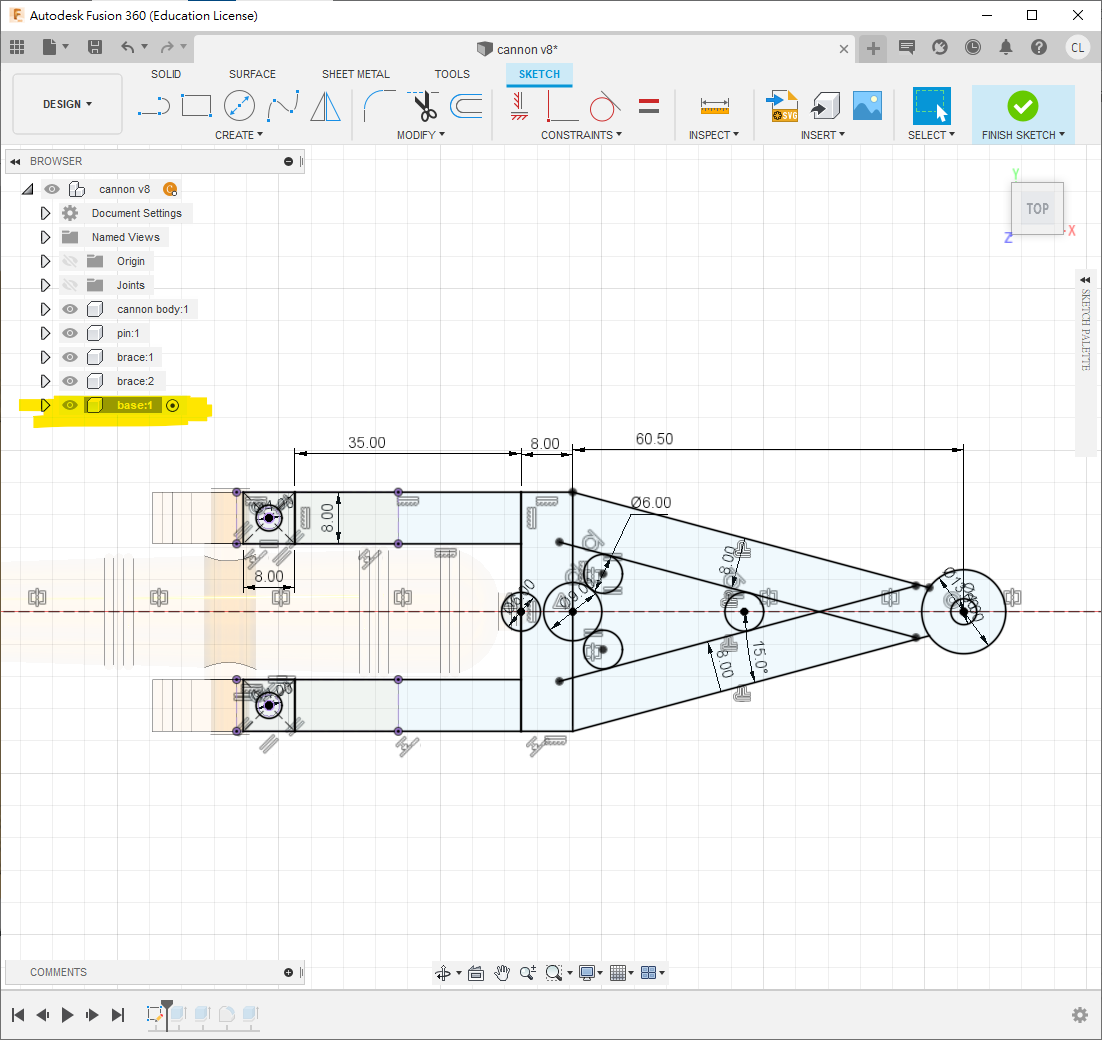 Autodesk Fusion 360 (Education License)
cannon v8*
CL
DESIGN
SOLID
SURFACE
SHEET METAL
TOOLS
SKETCH
CREATE
MODIFY
CONSTRAINTS
INSPECT
INSERT
SELECT
FINISH SKETCH
SVG
BROWSER
cannon v8
Document Settings
Named Views
Origin
Joints
cannon body:1
pin:1
brace:1
brace:2
base:1
Y
TOP
X
Z
SKETCH PALETTE
35.00
8.00
60.50
Ø6.00
8.00
8.00
8.00
8.00
15.0°
COMMENTS